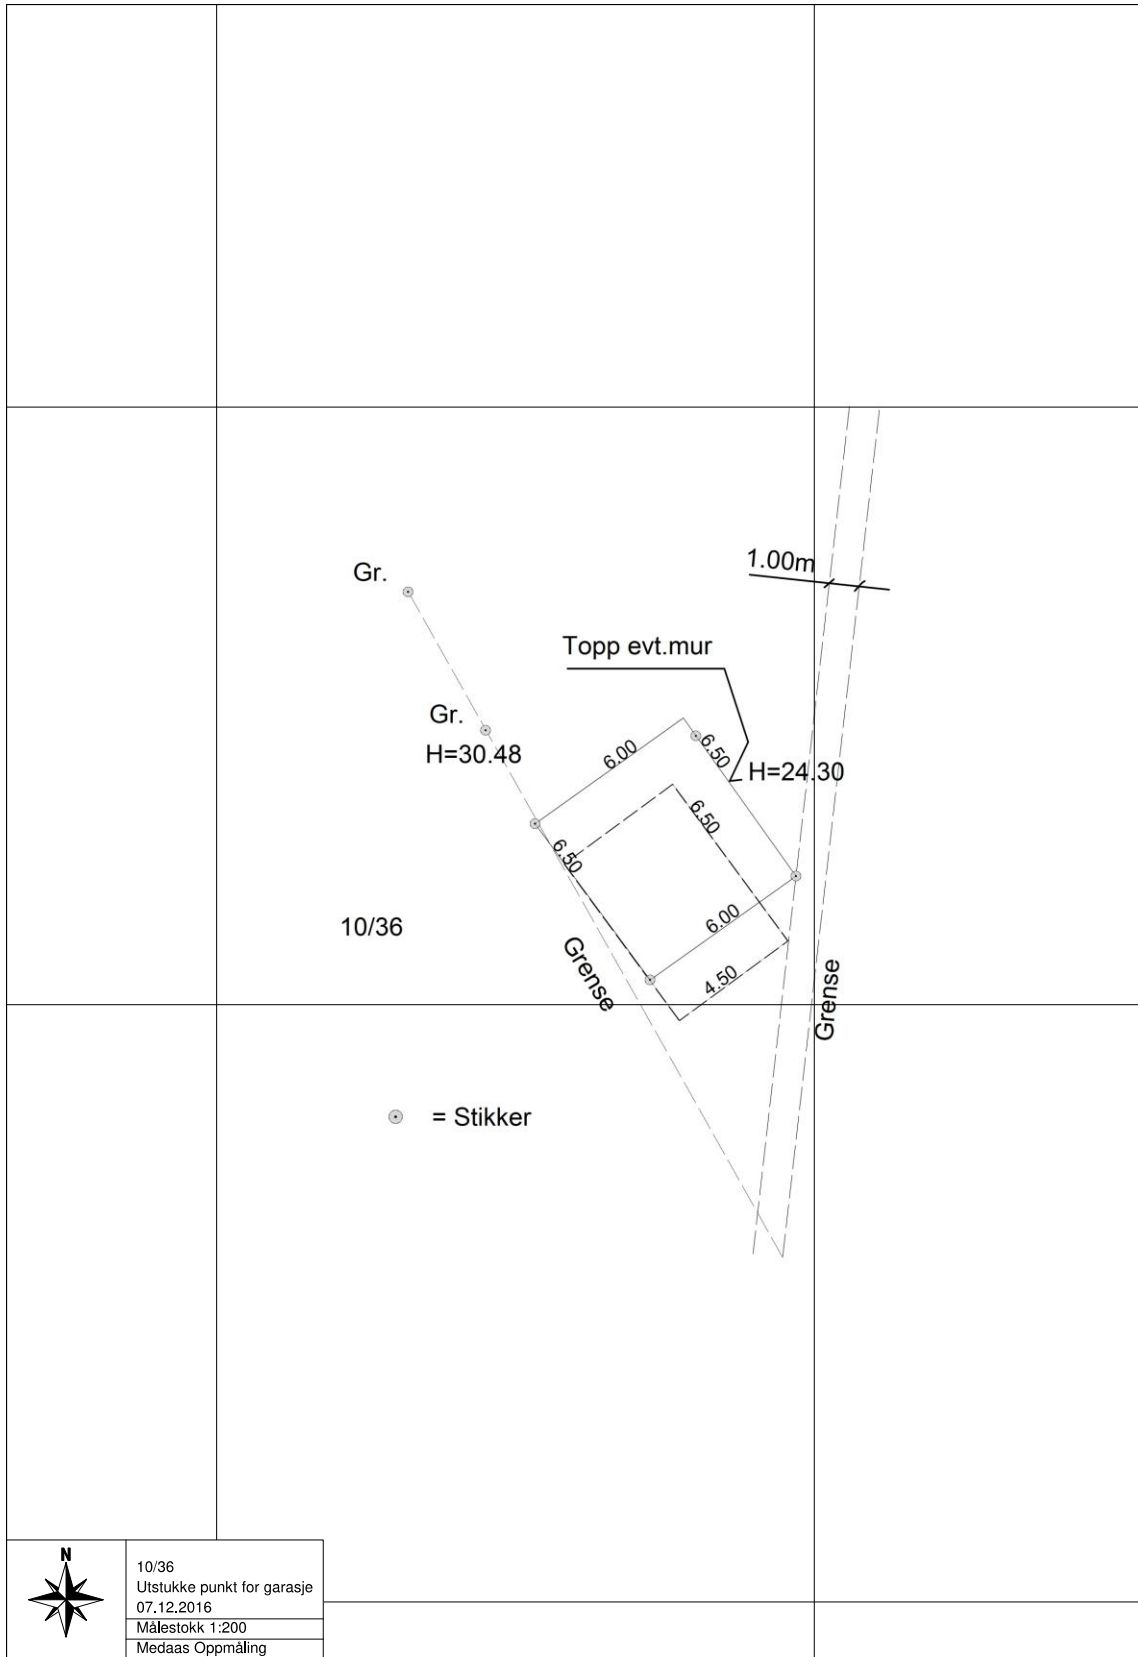 1.00m
Gr.
Topp evt.mur
Gr.
H=30.48
6.00
6.50
H=24.30
6.50
6.50
10/36
6.00
Grense
4.50
Grense
= Stikker
N
10/36
Utstukke punkt for garasje
07.12.2016
Målestokk 1:200
Medaas Oppmåling